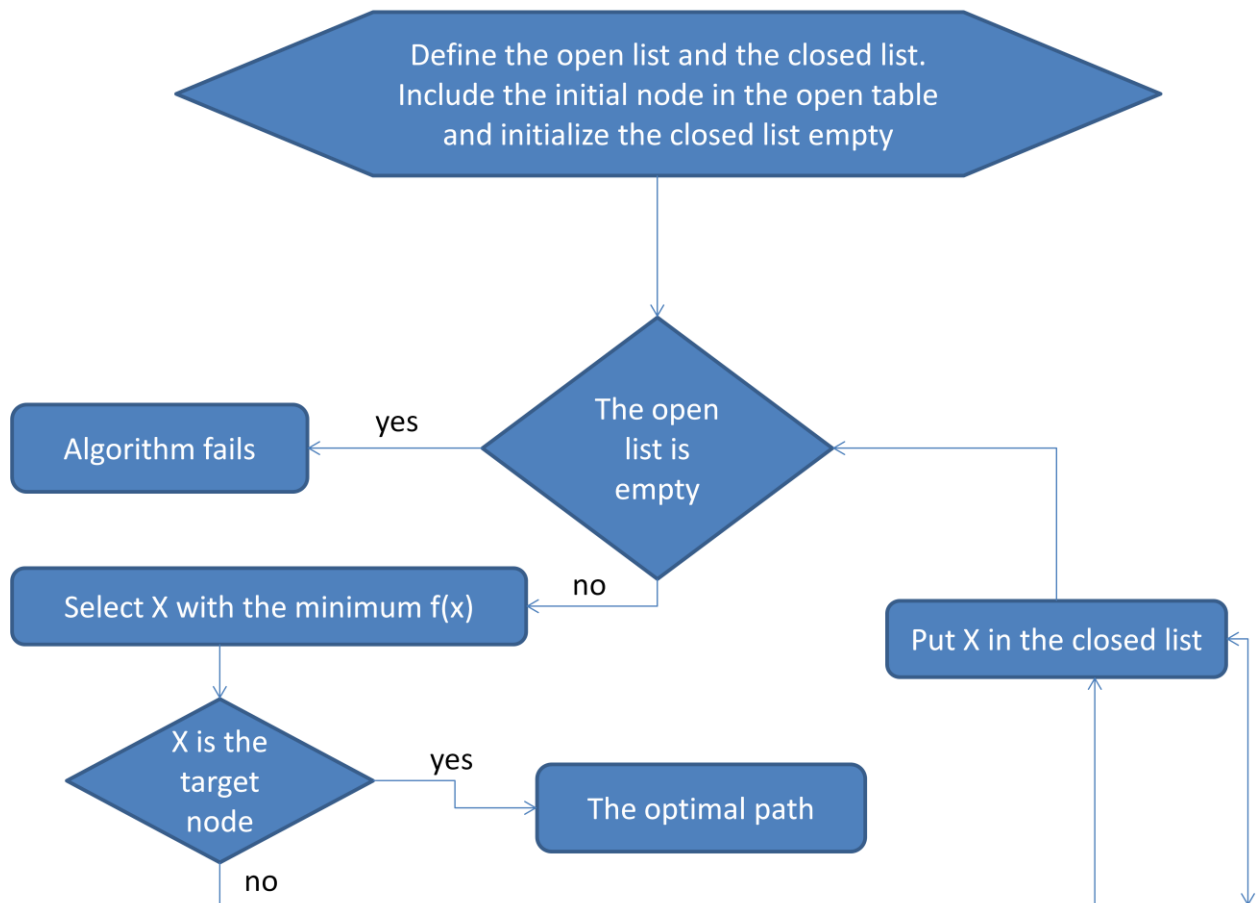 Define the open list and the closed list.
Include the initial node in the open table
and initialize the closed list empty
The open
list is
empty
yes
Algorithm fails
no
Select X with the minimum f(x)
Put X in the closed list
X is the
target
node
yes
The optimal path
no